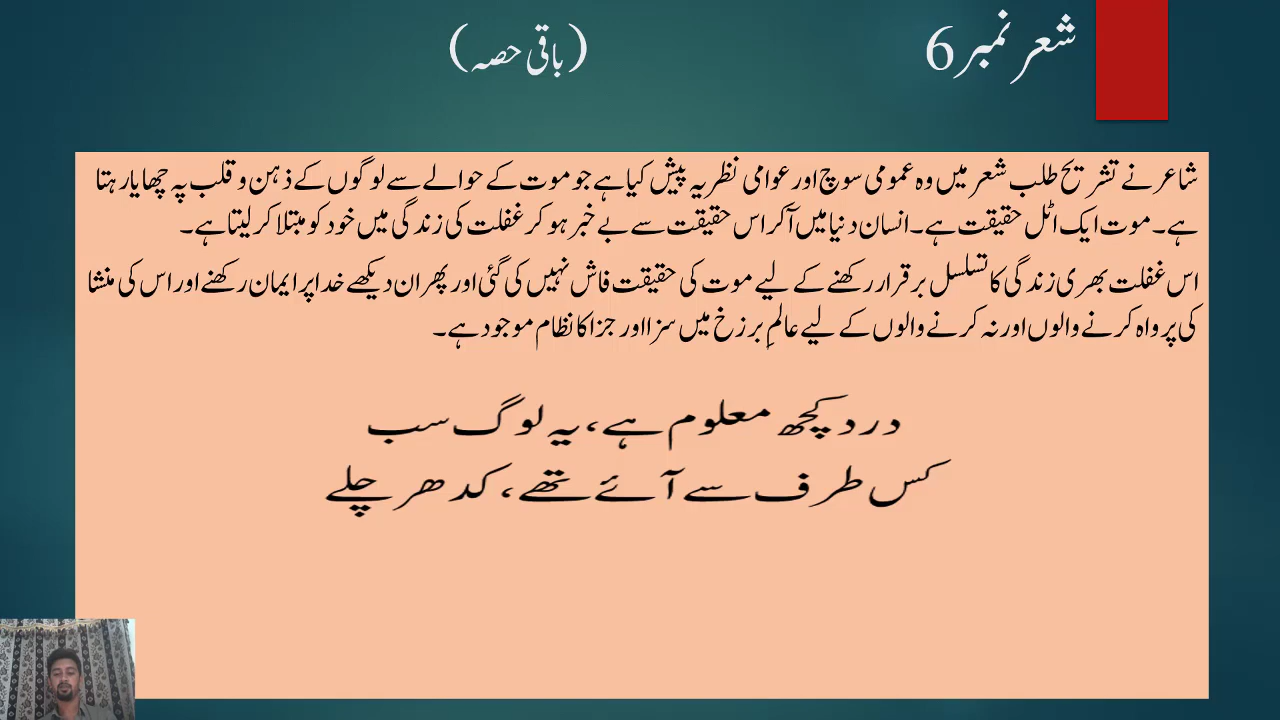 شعر نمبر 6 (باقی حصہ)
شاعر نے تشریح طلب شعر میں وہ عمومی سوچ اور عوامی نظریہ پیش کیا ہے جو موت کے حوالے سے لوگوں کے ذہن و قلب پہ چھایا رہتا
ہے۔ موت ایک اٹل حقیقت ہے۔ انسان دنیا میں آ کر اس حقیقت سے بے خبر ہو کر غفلت کی زندگی میں خود کو مبتلا کر لیتا ہے۔
اس غفلت بھری زندگی کا تسلسل برقرار رکھنے کے لیے موت کی حقیقت فاش نہیں کی گئی اور پھر ان دیکھے خدا پر ایمان رکھنے اور اس کی منشا
کی پرواہ کرنے والوں اور نہ کرنے والوں کے لیے عالمِ برزخ میں سزا اور جزا کا نظام موجود ہے۔
درد کچھ معلوم ہے، یہ لوگ سب
کس طرف سے آئے تھے، کدھر چلے